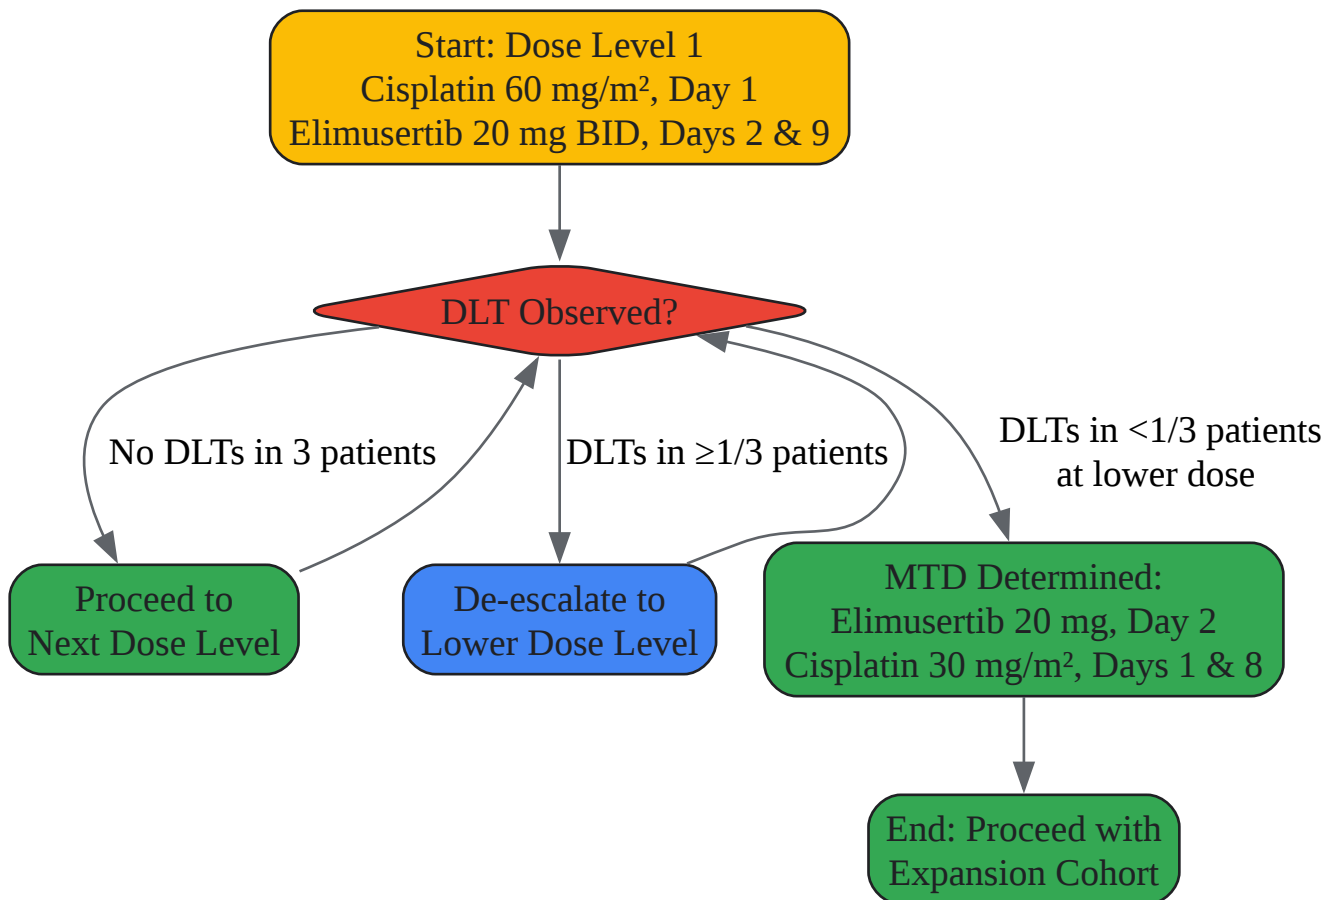 Start: Dose Level 1
Cisplatin 60 mg/m², Day 1
Elimusertib 20 mg BID, Days 2 & 9
DLT Observed?
No DLTs in 3 patients
DLTs in ≥1/3 patients
DLTs in <1/3 patients
at lower dose
Proceed to
Next Dose Level
De-escalate to
Lower Dose Level
MTD Determined:
Elimusertib 20 mg, Day 2
Cisplatin 30 mg/m², Days 1 & 8
End: Proceed with
Expansion Cohort